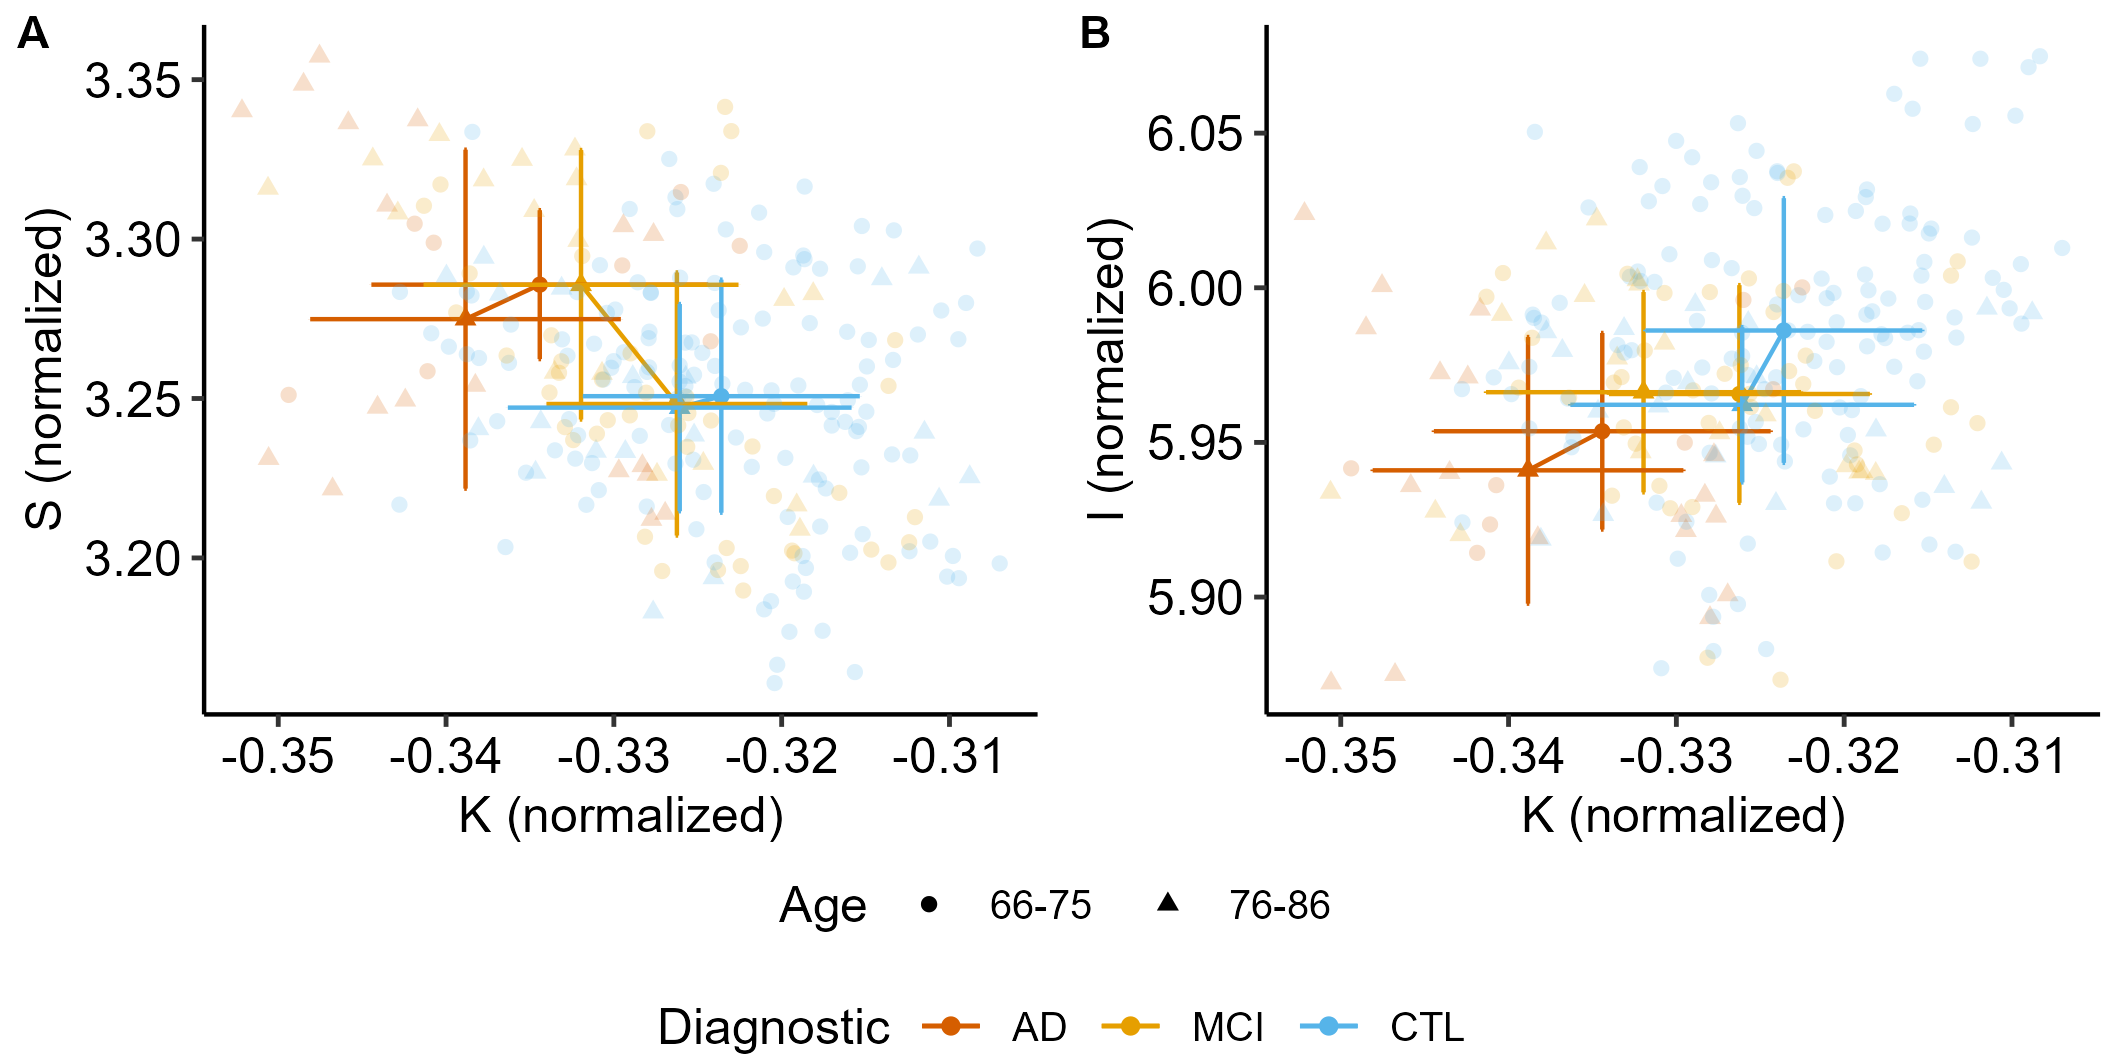 A
3.35
3.30
3.25
3.20
S (normalized)
-0.35 -0.34 -0.33 -0.32 -0.31
K (normalized)
B
6.05
6.00
5.95
5.90
I (normalized)
-0.35 -0.34 -0.33 -0.32 -0.31
K (normalized)
Age 66-75 76-86
Diagnostic AD MCI CTL